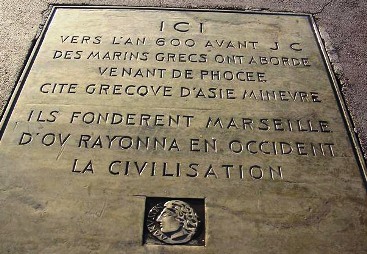 ICI
VERS L'AN 600 AVANT J C
DES MARINS GRECS ONT ABORDE
VENANT DE PHOCEE
CITE GRECQVE D'ASIE MINEVRE
ILS FONDERENT MARSEILLE
D'OV RAYONNA EN OCCIDENT
LA CIVILISATION